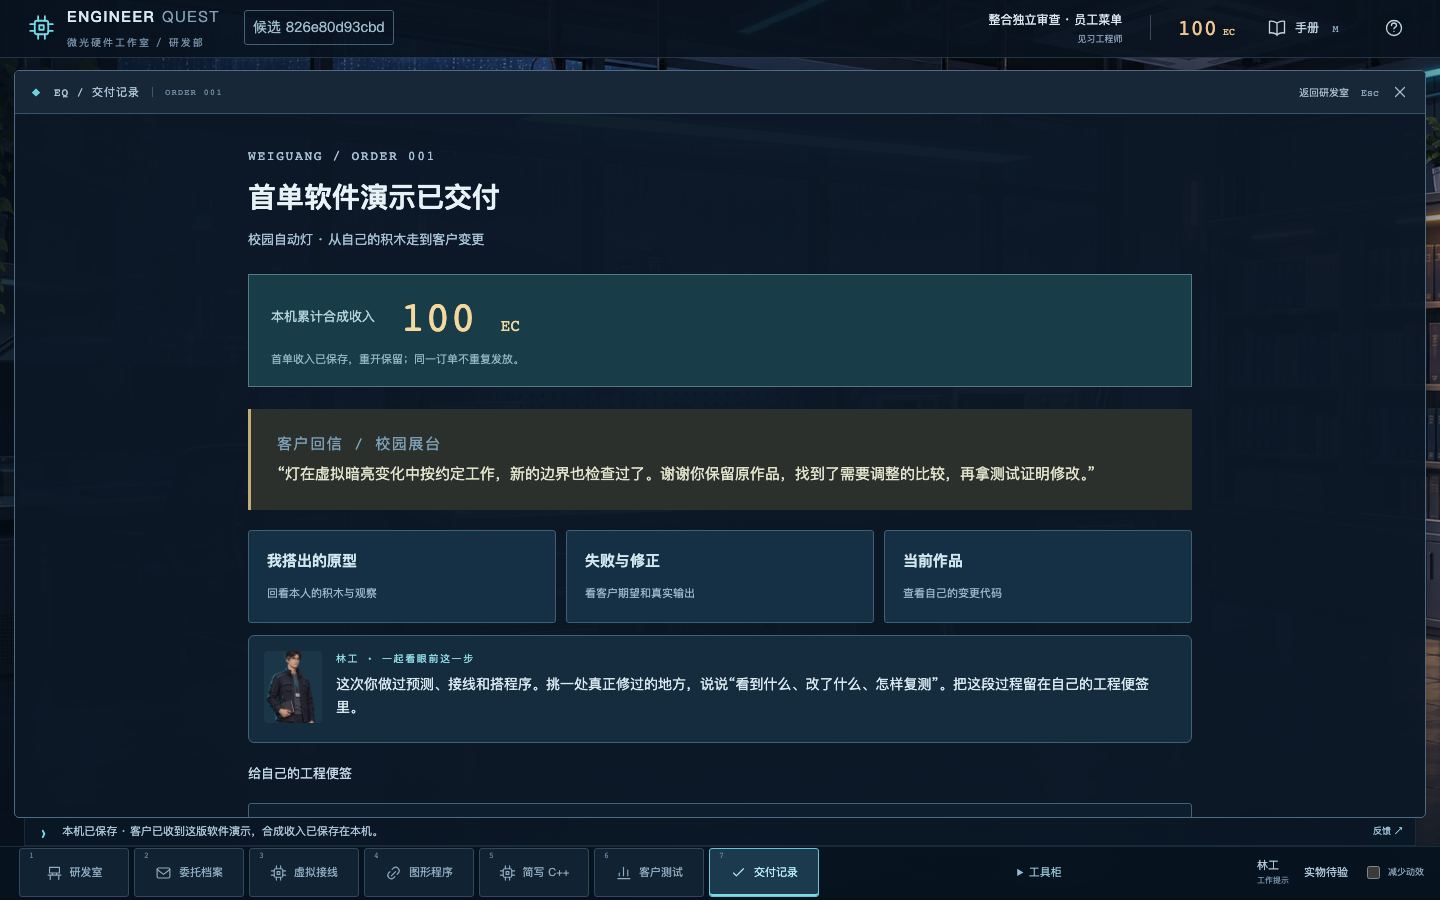 ENGINEER QUEST
微光硬件工作室 / 研发部
候选 826e80d93cbd
整合独立审查 · 员工菜单
见习工程师
100 EC
手册 M
EQ / 交付记录
ORDER 001
返回研发室 Esc
WEIGUANG / ORDER 001
首单软件演示已交付
校园自动灯 · 从自己的积木走到客户变更
本机累计合成收入 100 EC
首单收入已保存，重开保留；同一订单不重复发放。
客户回信 / 校园展台
“灯在虚拟暗亮变化中按约定工作，新的边界也检查过了。谢谢你保留原作品，找到了需要调整的比较，再拿测试证明修改。”
我搭出的原型
回看本人的积木与观察
失败与修正
看客户期望和真实输出
当前作品
查看自己的变更代码
林工 · 一起看眼前这一步
这次你做过预测、接线和搭程序。挑一处真正修过的地方，说说“看到什么、改了什么、怎样复测”。把这段过程留在自己的工程便签
里。
给自己的工程便签
本机已保存 · 客户已收到这版软件演示，合成收入已保存在本机。
反馈 ↗
1 研发室
2 委托档案
3 虚拟接线
4 图形程序
5 简写 C++
6 客户测试
7 交付记录
工具柜
林工
工作提示
实物待验
减少动效